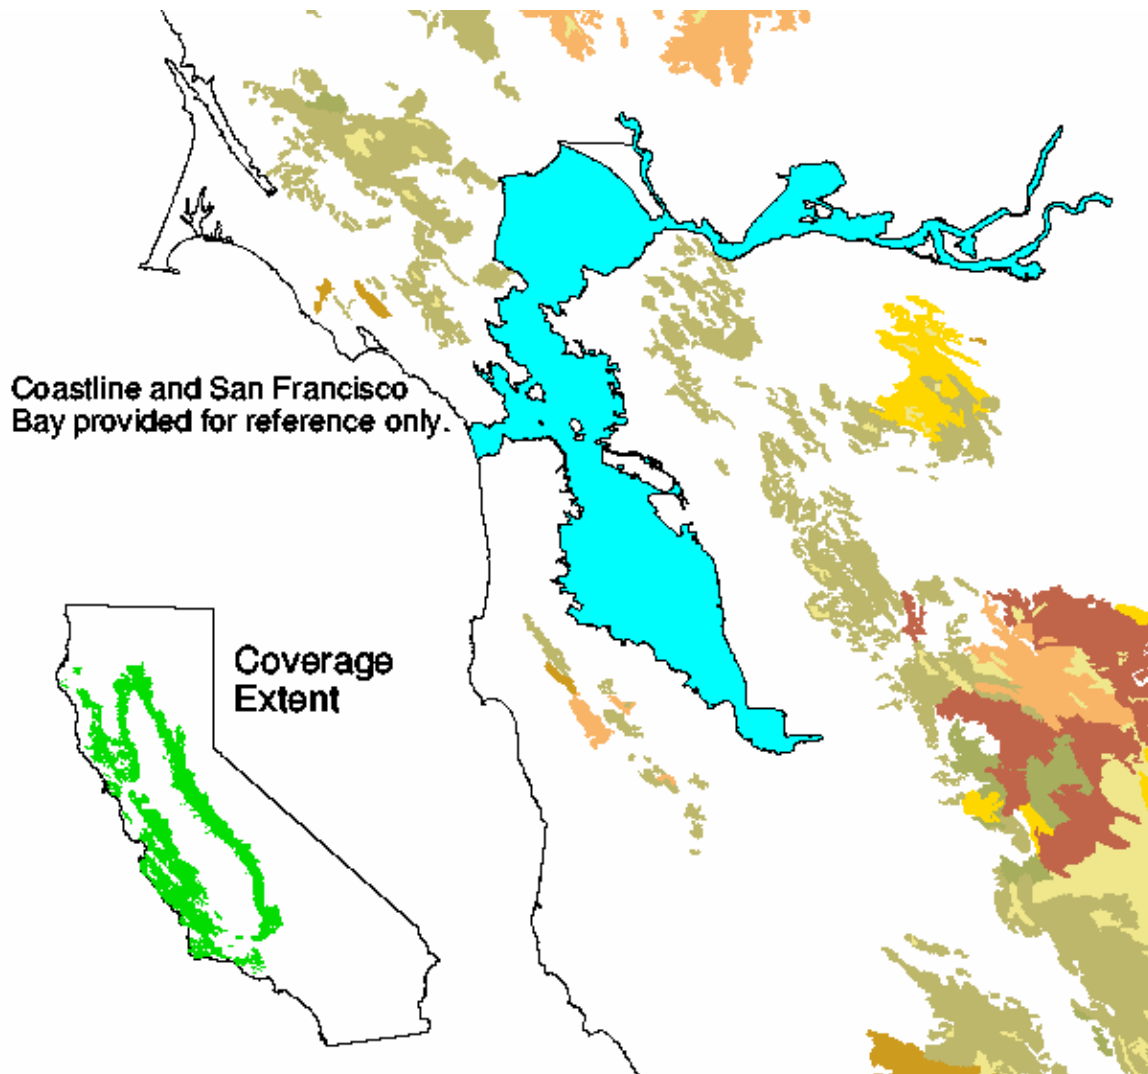 Coastline and San Francisco
Bay provided for reference only.
Coverage
Extent